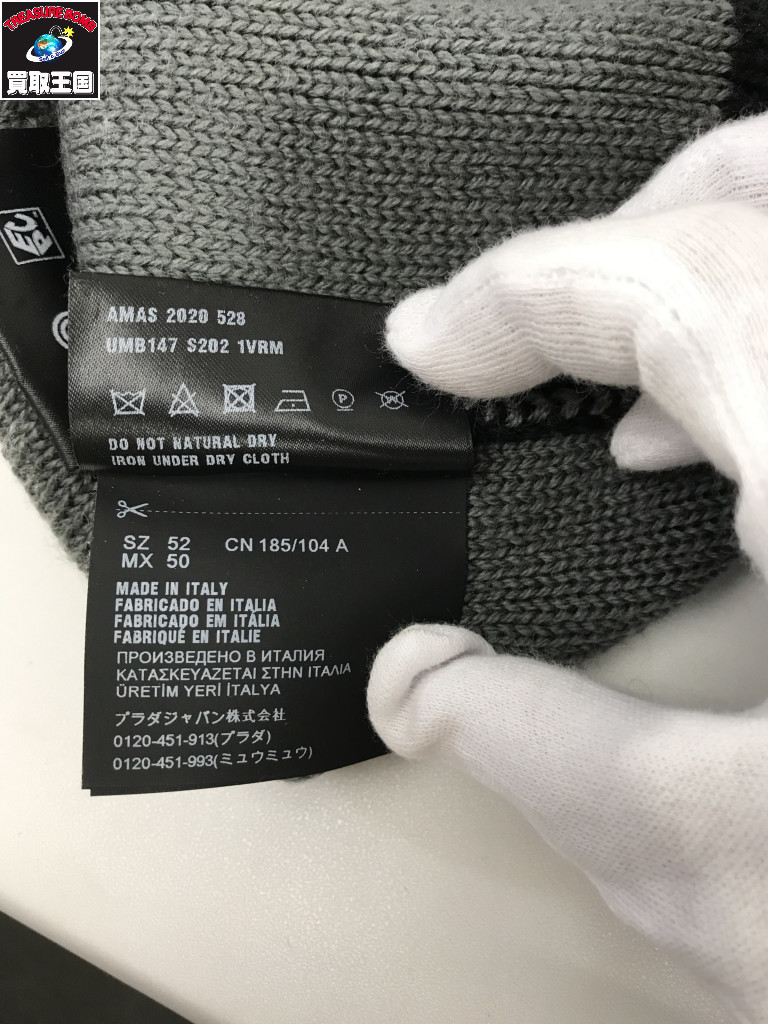 TREASURE BOMB
買取王国
EC
PC
AMAS 2020 528
UMB147 S202 1VRM
P
DO NOT NATURAL DRY
IRON UNDER DRY CLOTH
SZ 52 CN 185/104 A
MX 50
MADE IN ITALY
FABRICADO EN ITALIA
FABRICADO EM ITÁLIA
FABRIQUÉ EN ITALIE
ПРОИЗВЕДЕНО В ИТАЛИЯ
ΚΑΤΑΣΚΕΥΑΖΕΤΑΙ ΣΤΗΝ ΙΤΑΛΙΑ
ÜRETİM YERİ İTALYA
プラダジャパン株式会社
0120-451-913(プラダ)
0120-451-993(ミュウミュウ)